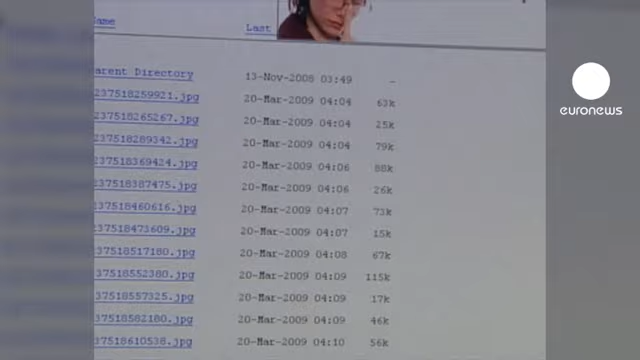 Name Last
Parent Directory 13-Nov-2008 03:49 -
237518259921.jpg 20-Mar-2009 04:04 63k
237518265267.jpg 20-Mar-2009 04:04 25k
237518289342.jpg 20-Mar-2009 04:04 79k
237518369424.jpg 20-Mar-2009 04:06 88k
237518387475.jpg 20-Mar-2009 04:06 26k
237518460616.jpg 20-Mar-2009 04:07 73k
237518473609.jpg 20-Mar-2009 04:07 15k
237518517180.jpg 20-Mar-2009 04:08 67k
237518552380.jpg 20-Mar-2009 04:09 115k
237518557325.jpg 20-Mar-2009 04:09 17k
237518582180.jpg 20-Mar-2009 04:09 46k
237518610538.jpg 20-Mar-2009 04:10 56k
euronews